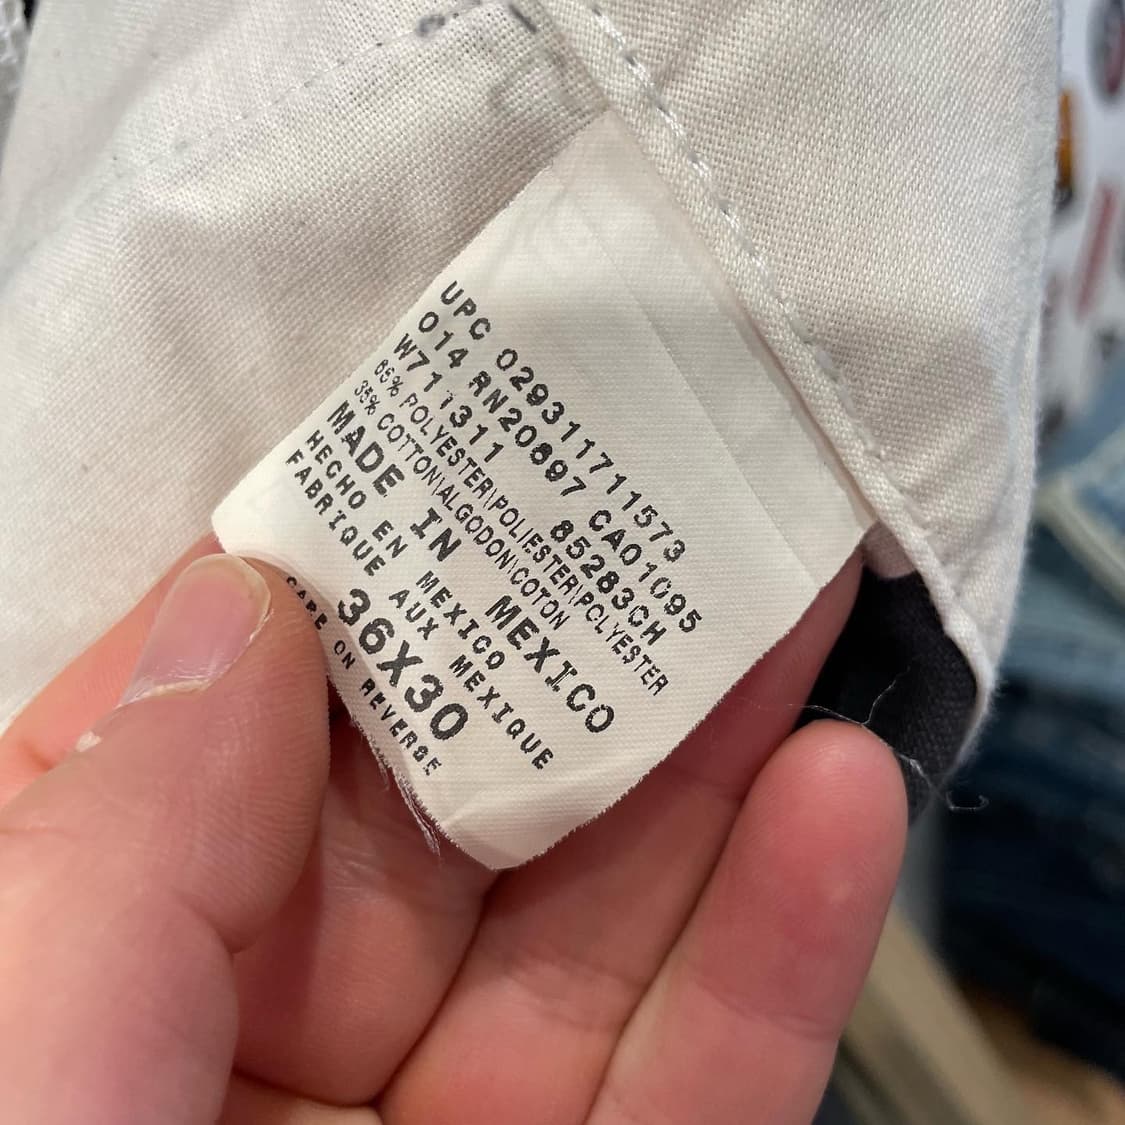 UPC 029311711573
014 RN20697 CA01095
W711311 85283CH
65% POLYESTER\POLIESTER\POLYESTER
35% COTTON\ALGODON\COTON
MADE IN MEXICO
HECHO EN MEXICO
FABRIQUE AUX MEXIQUE
36X30
CARE ON REVERSE